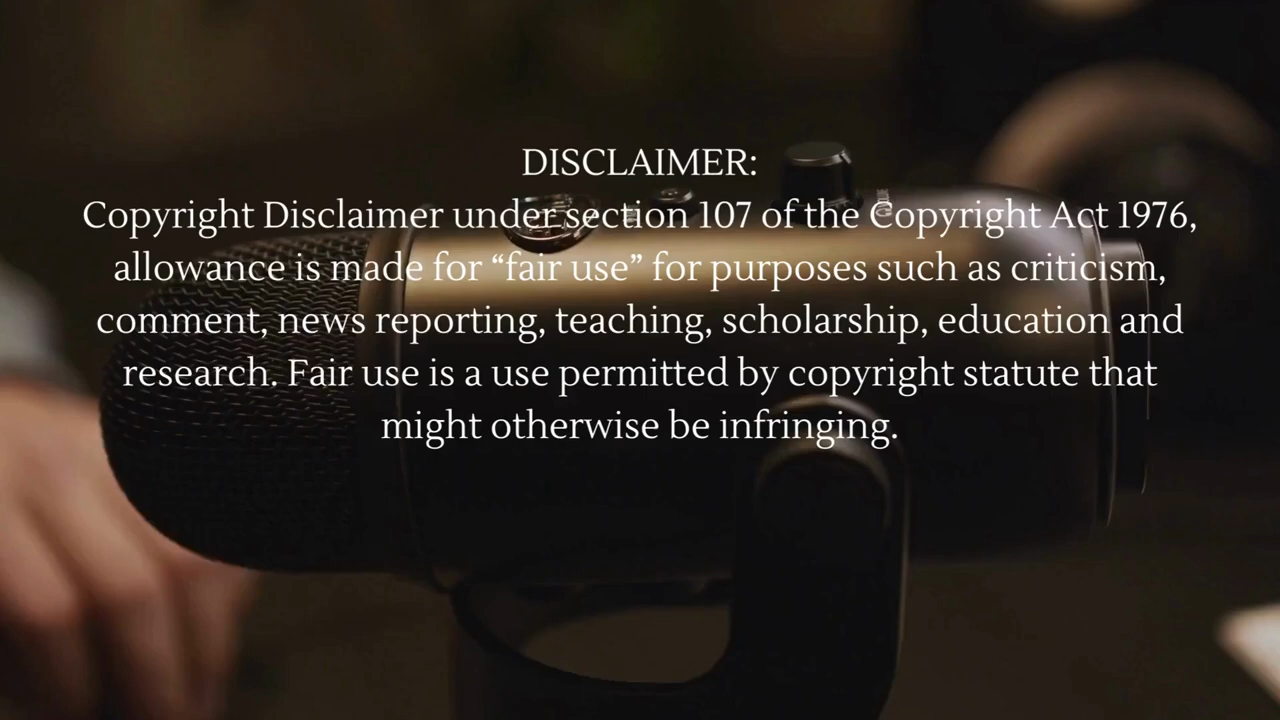 DISCLAIMER:
Copyright Disclaimer under section 107 of the Copyright Act 1976,
allowance is made for “fair use” for purposes such as criticism,
comment, news reporting, teaching, scholarship, education and
research. Fair use is a use permitted by copyright statute that
might otherwise be infringing.